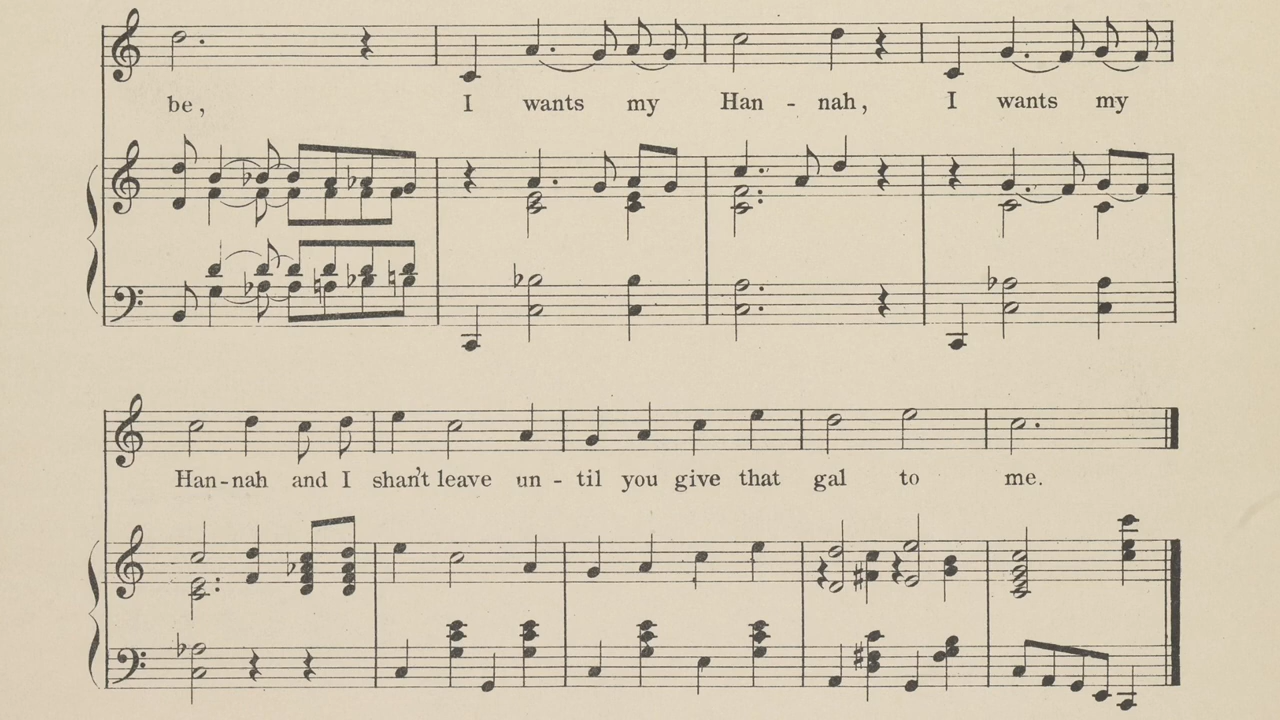 be, I wants my Han - nah, I wants my
Han - nah and I shan't leave un - til you give that gal to me.